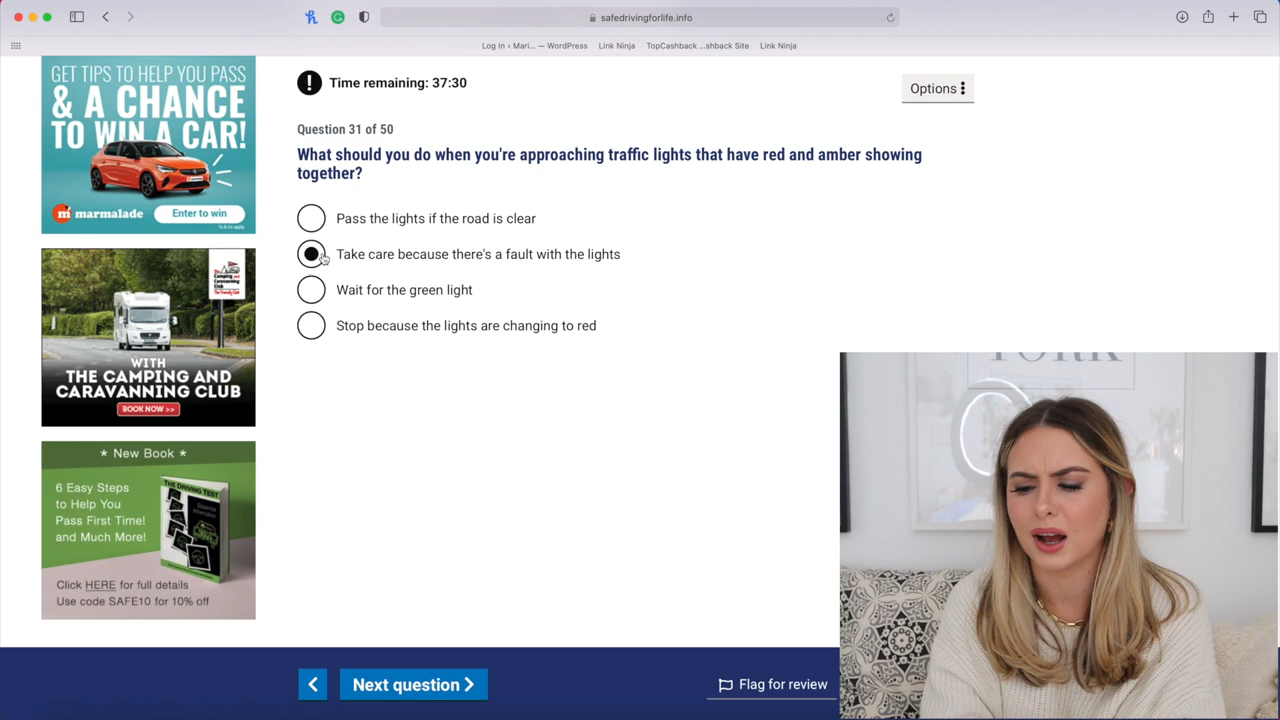 safedrivingforlife.info
Log In ‹ Mari... — WordPress
Link Ninja
TopCashback ...shback Site
Link Ninja
GET TIPS TO HELP YOU PASS
& A CHANCE
TO WIN A CAR!
marmalade
Enter to win
WITH
THE CAMPING AND
CARAVANNING CLUB
BOOK NOW >>
* New Book *
6 Easy Steps
to Help You
Pass First Time!
and Much More!
THE DRIVING TEST
Click HERE for full details
Use code SAFE10 for 10% off
Time remaining: 37:30
Options
Question 31 of 50
What should you do when you're approaching traffic lights that have red and amber showing
together?
Pass the lights if the road is clear
Take care because there's a fault with the lights
Wait for the green light
Stop because the lights are changing to red
Next question
Flag for review